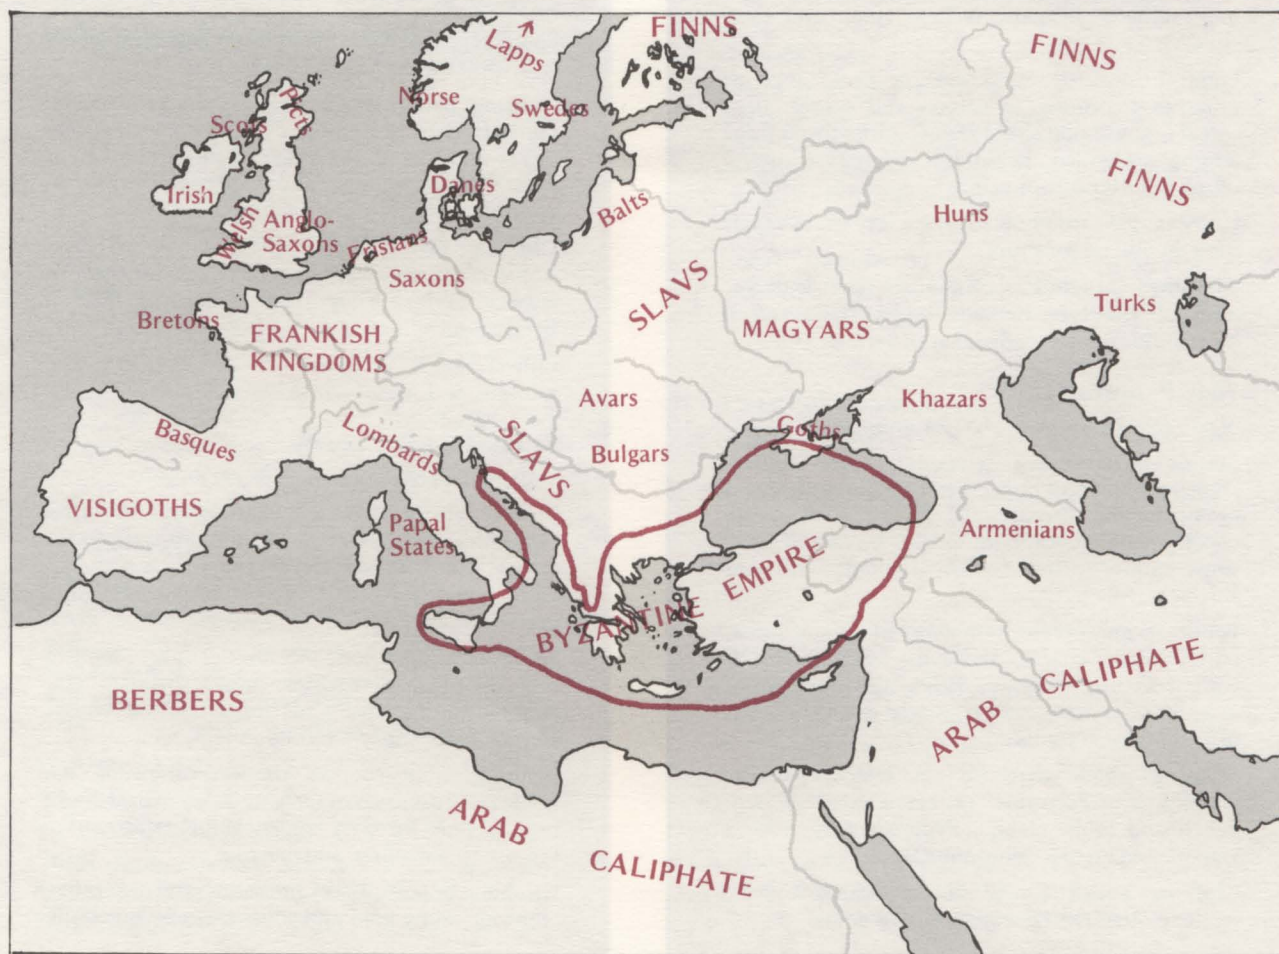 FINNS
Lapps
FINNS
Norse
Swedes
Picts
Scots
Irish
Danes
FINNS
Balts
Huns
Welsh
Anglo-
Saxons
Frisians
Saxons
SLAVS
Turks
Bretons
FRANKISH
KINGDOMS
MAGYARS
Avars
Khazars
Basques
Lombards
SLAVS
Goths
Bulgars
VISIGOTHS
Papal
States
Armenians
BYZANTINE EMPIRE
BERBERS
ARAB CALIPHATE
ARAB CALIPHATE